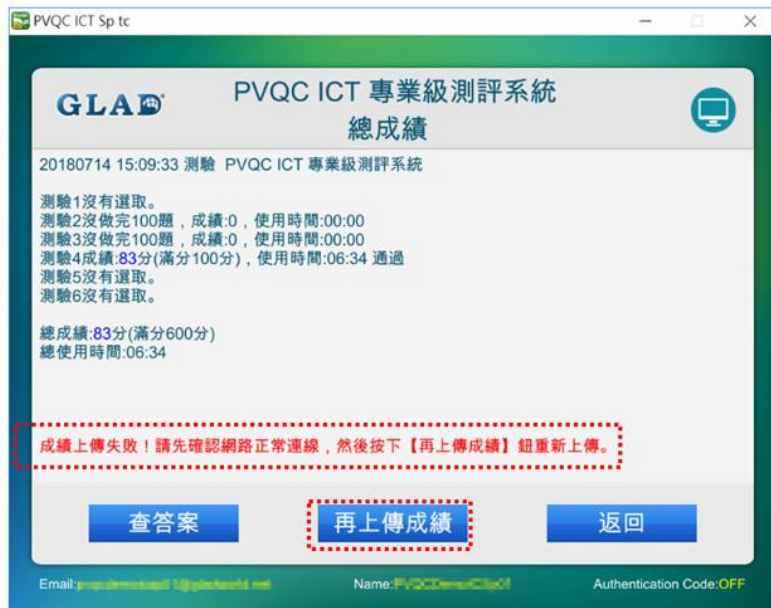 PVQC ICT Sp tc
GLAD
PVQC ICT 專業級測評系統
總成績
20180714 15:09:33 測驗 PVQC ICT 專業級測評系統
測驗1沒有選取。
測驗2沒做完100題，成績:0，使用時間:00:00
測驗3沒做完100題，成績:0，使用時間:00:00
測驗4成績:83分(滿分100分)，使用時間:06:34 通過
測驗5沒有選取。
測驗6沒有選取。
總成績:83分(滿分600分)
總使用時間:06:34
成績上傳失敗！請先確認網路正常連線，然後按下【再上傳成績】鈕重新上傳。
查答案 再上傳成績 返回
Email: Name: Authentication Code:OFF